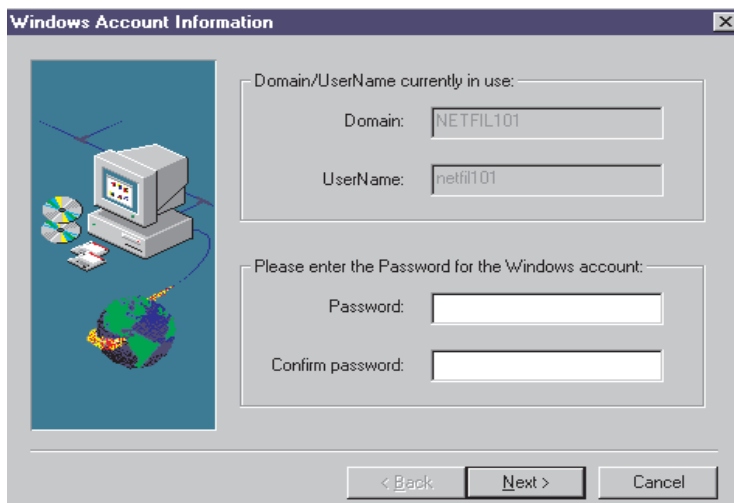 Windows Account Information
Domain/UserName currently in use:
Domain: NETFIL101
UserName: netfil101
Please enter the Password for the Windows account:
Password:
Confirm password:
< Back Next > Cancel